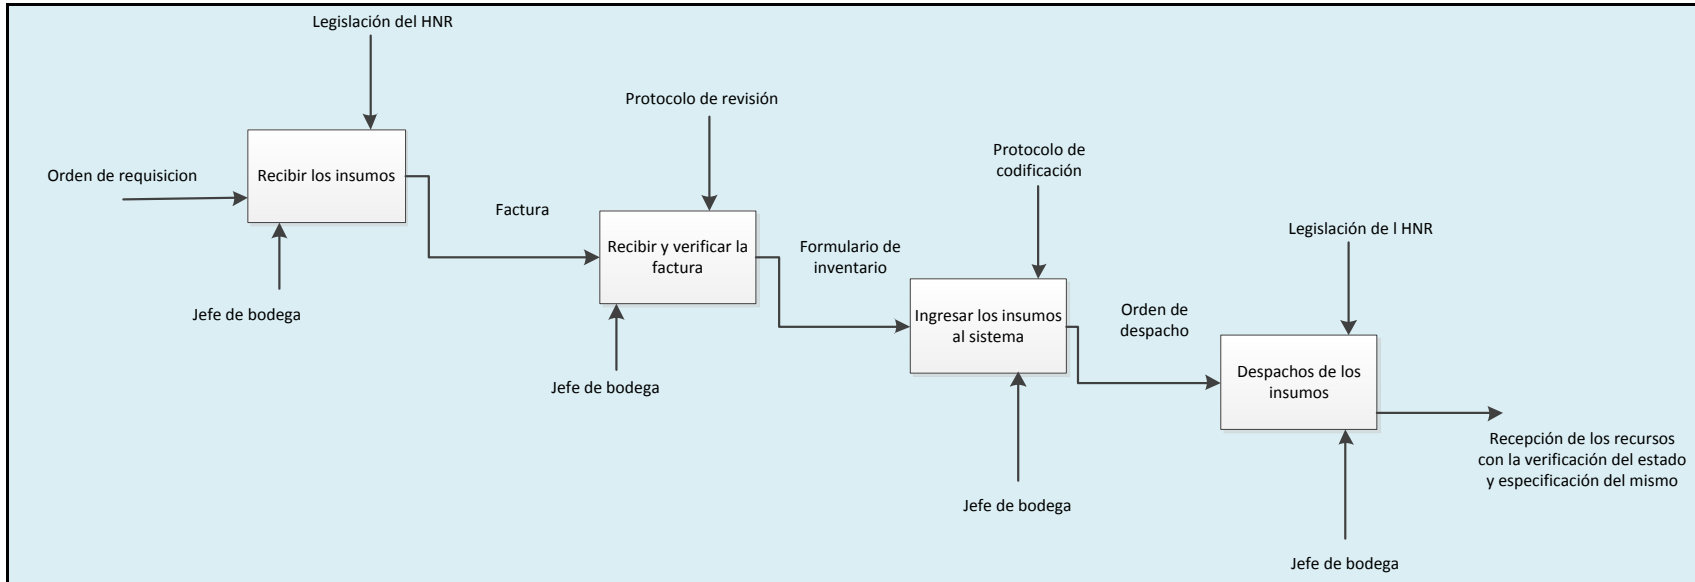 Legislación del HNR
Protocolo de revisión
Orden de requisicion
Recibir los insumos
Protocolo de
codificación
Factura
Jefe de bodega
Recibir y verificar la
factura
Formulario de
inventario
Legislación de l HNR
Ingresar los insumos
al sistema
Orden de
despacho
Jefe de bodega
Despachos de los
insumos
Jefe de bodega
Recepción de los recursos
con la verificación del estado
y especificación del mismo
Jefe de bodega